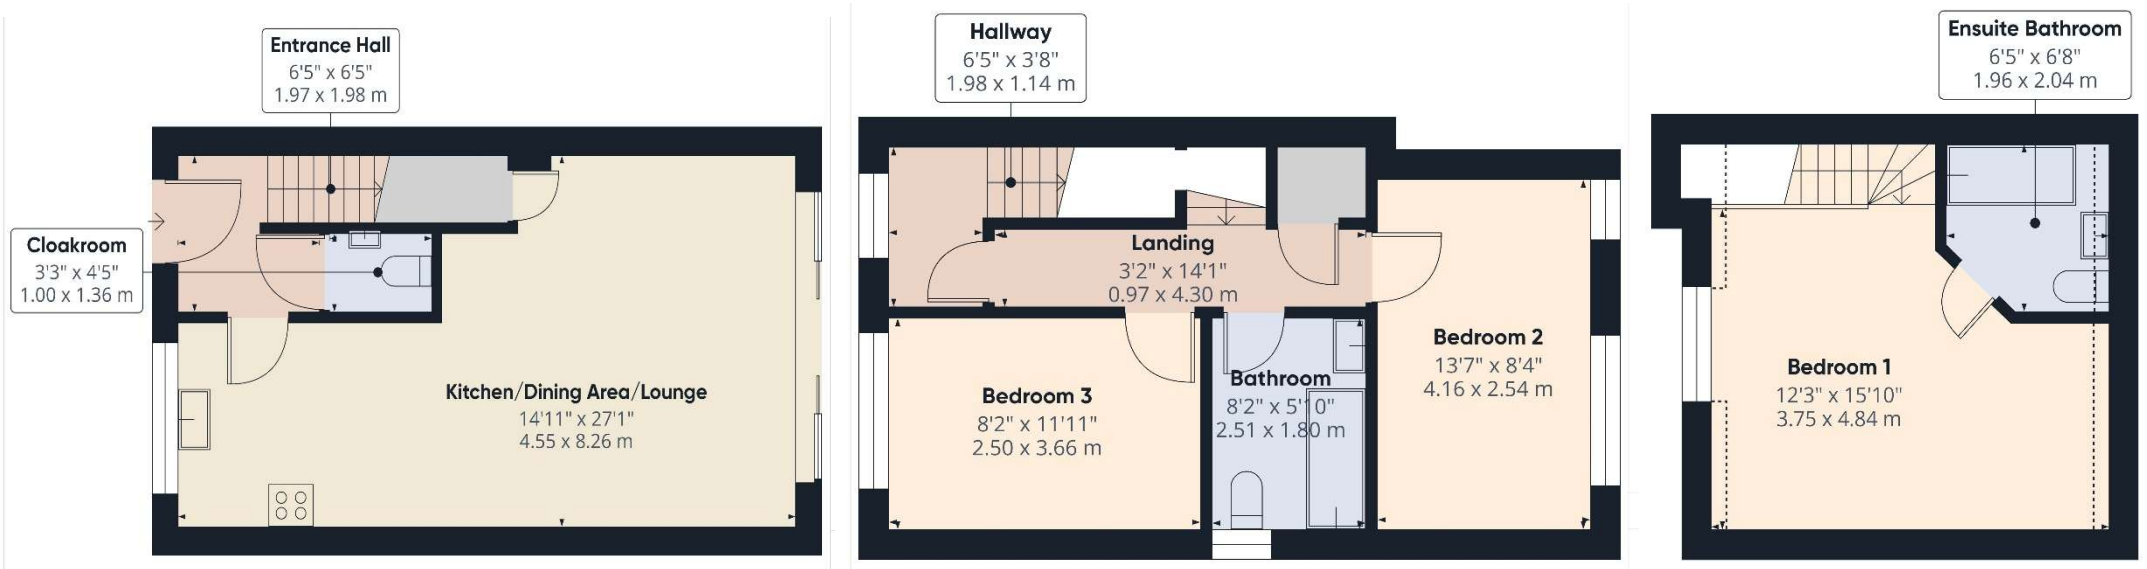 Entrance Hall
6'5" x 6'5"
1.97 x 1.98 m
Cloakroom
3'3" x 4'5"
1.00 x 1.36 m
Kitchen/Dining Area/Lounge
14'11" x 27'1"
4.55 x 8.26 m
Hallway
6'5" x 3'8"
1.98 x 1.14 m
Landing
3'2" x 14'1"
0.97 x 4.30 m
Bedroom 2
13'7" x 8'4"
4.16 x 2.54 m
Bedroom 3
8'2" x 11'11"
2.50 x 3.66 m
Bathroom
8'2" x 5'10"
2.51 x 1.80 m
Ensuite Bathroom
6'5" x 6'8"
1.96 x 2.04 m
Bedroom 1
12'3" x 15'10"
3.75 x 4.84 m